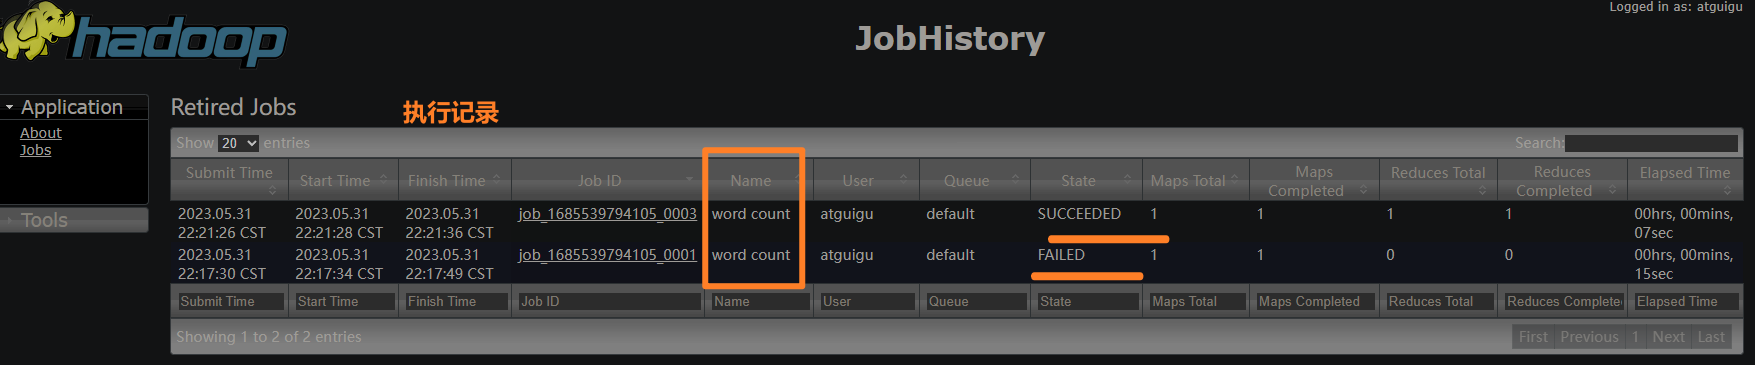 Logged in as: atguigu
hadoop
JobHistory
Application
About
Jobs
Tools
Retired Jobs
执行记录
Show 20 entries
Search:
Submit Time Start Time Finish Time Job ID Name User Queue State Maps Total Maps Completed Reduces Total Reduces Completed Elapsed Time
2023.05.31 22:21:26 CST 2023.05.31 22:21:28 CST 2023.05.31 22:21:36 CST job_1685539794105_0003 word count atguigu default SUCCEEDED 1 1 1 1 00hrs, 00mins, 07sec
2023.05.31 22:17:30 CST 2023.05.31 22:17:34 CST 2023.05.31 22:17:49 CST job_1685539794105_0001 word count atguigu default FAILED 1 1 0 0 00hrs, 00mins, 15sec
Submit Time Start Time Finish Time Job ID Name User Queue State Maps Total Maps Completed Reduces Total Reduces Complete Elapsed Time
Showing 1 to 2 of 2 entries
First Previous 1 Next Last